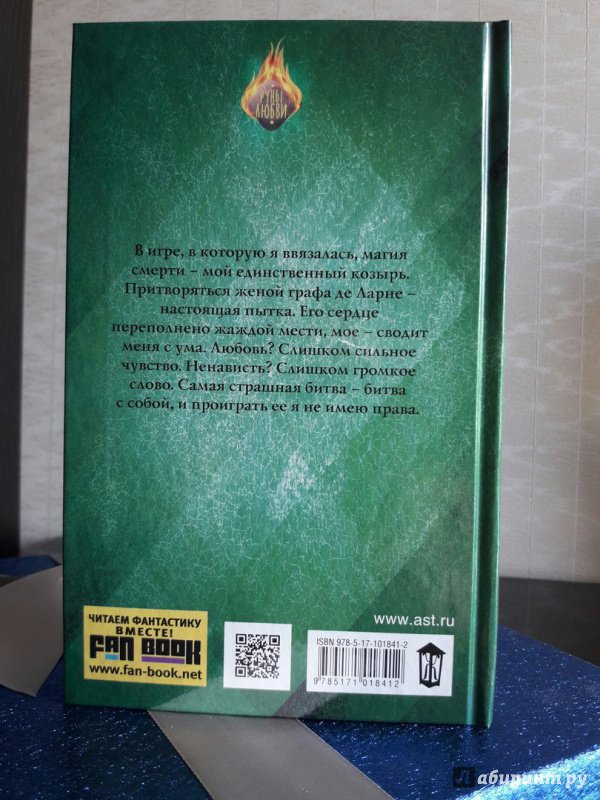 РУНЫ
ЛЮБВИ
В игре, в которую я ввязалась, магия
смерти – мой единственный козырь.
Притворяться женой графа де Ларне –
настоящая пытка. Его сердце
переполнено жаждой мести, мое – сводит
меня с ума. Любовь? Слишком сильное
чувство. Ненависть? Слишком громкое
слово. Самая страшная битва – битва
с собой, и проиграть ее я не имею права.
www.ast.ru
ЧИТАЕМ ФАНТАСТИКУ
ВМЕСТЕ!
FAN BOOK
www.fan-book.net
ISBN 978-5-17-101841-2
9 785171 018412
лабиринт.ру